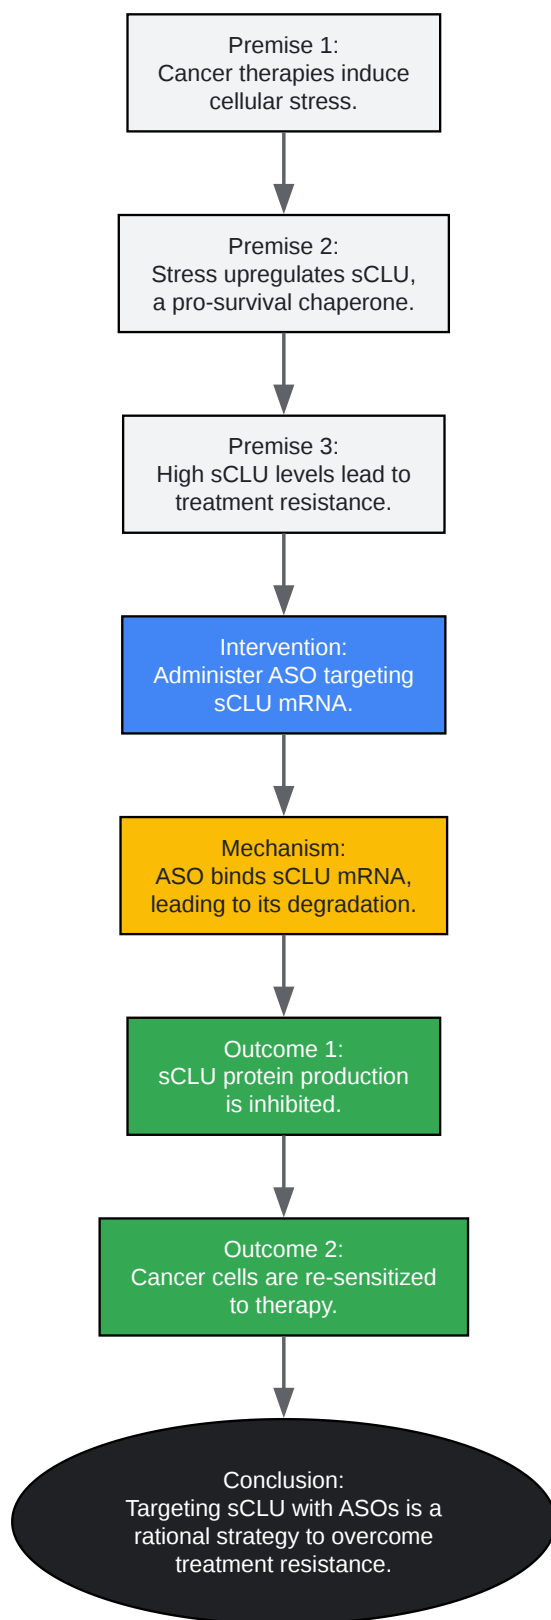 Premise 1:
Cancer therapies induce
cellular stress.
Premise 2:
Stress upregulates sCLU,
a pro-survival chaperone.
Premise 3:
High sCLU levels lead to
treatment resistance.
Intervention:
Administer ASO targeting
sCLU mRNA.
Mechanism:
ASO binds sCLU mRNA,
leading to its degradation.
Outcome 1:
sCLU protein production
is inhibited.
Outcome 2:
Cancer cells are re-sensitized
to therapy.
Conclusion:
Targeting sCLU with ASOs is a
rational strategy to overcome
treatment resistance.